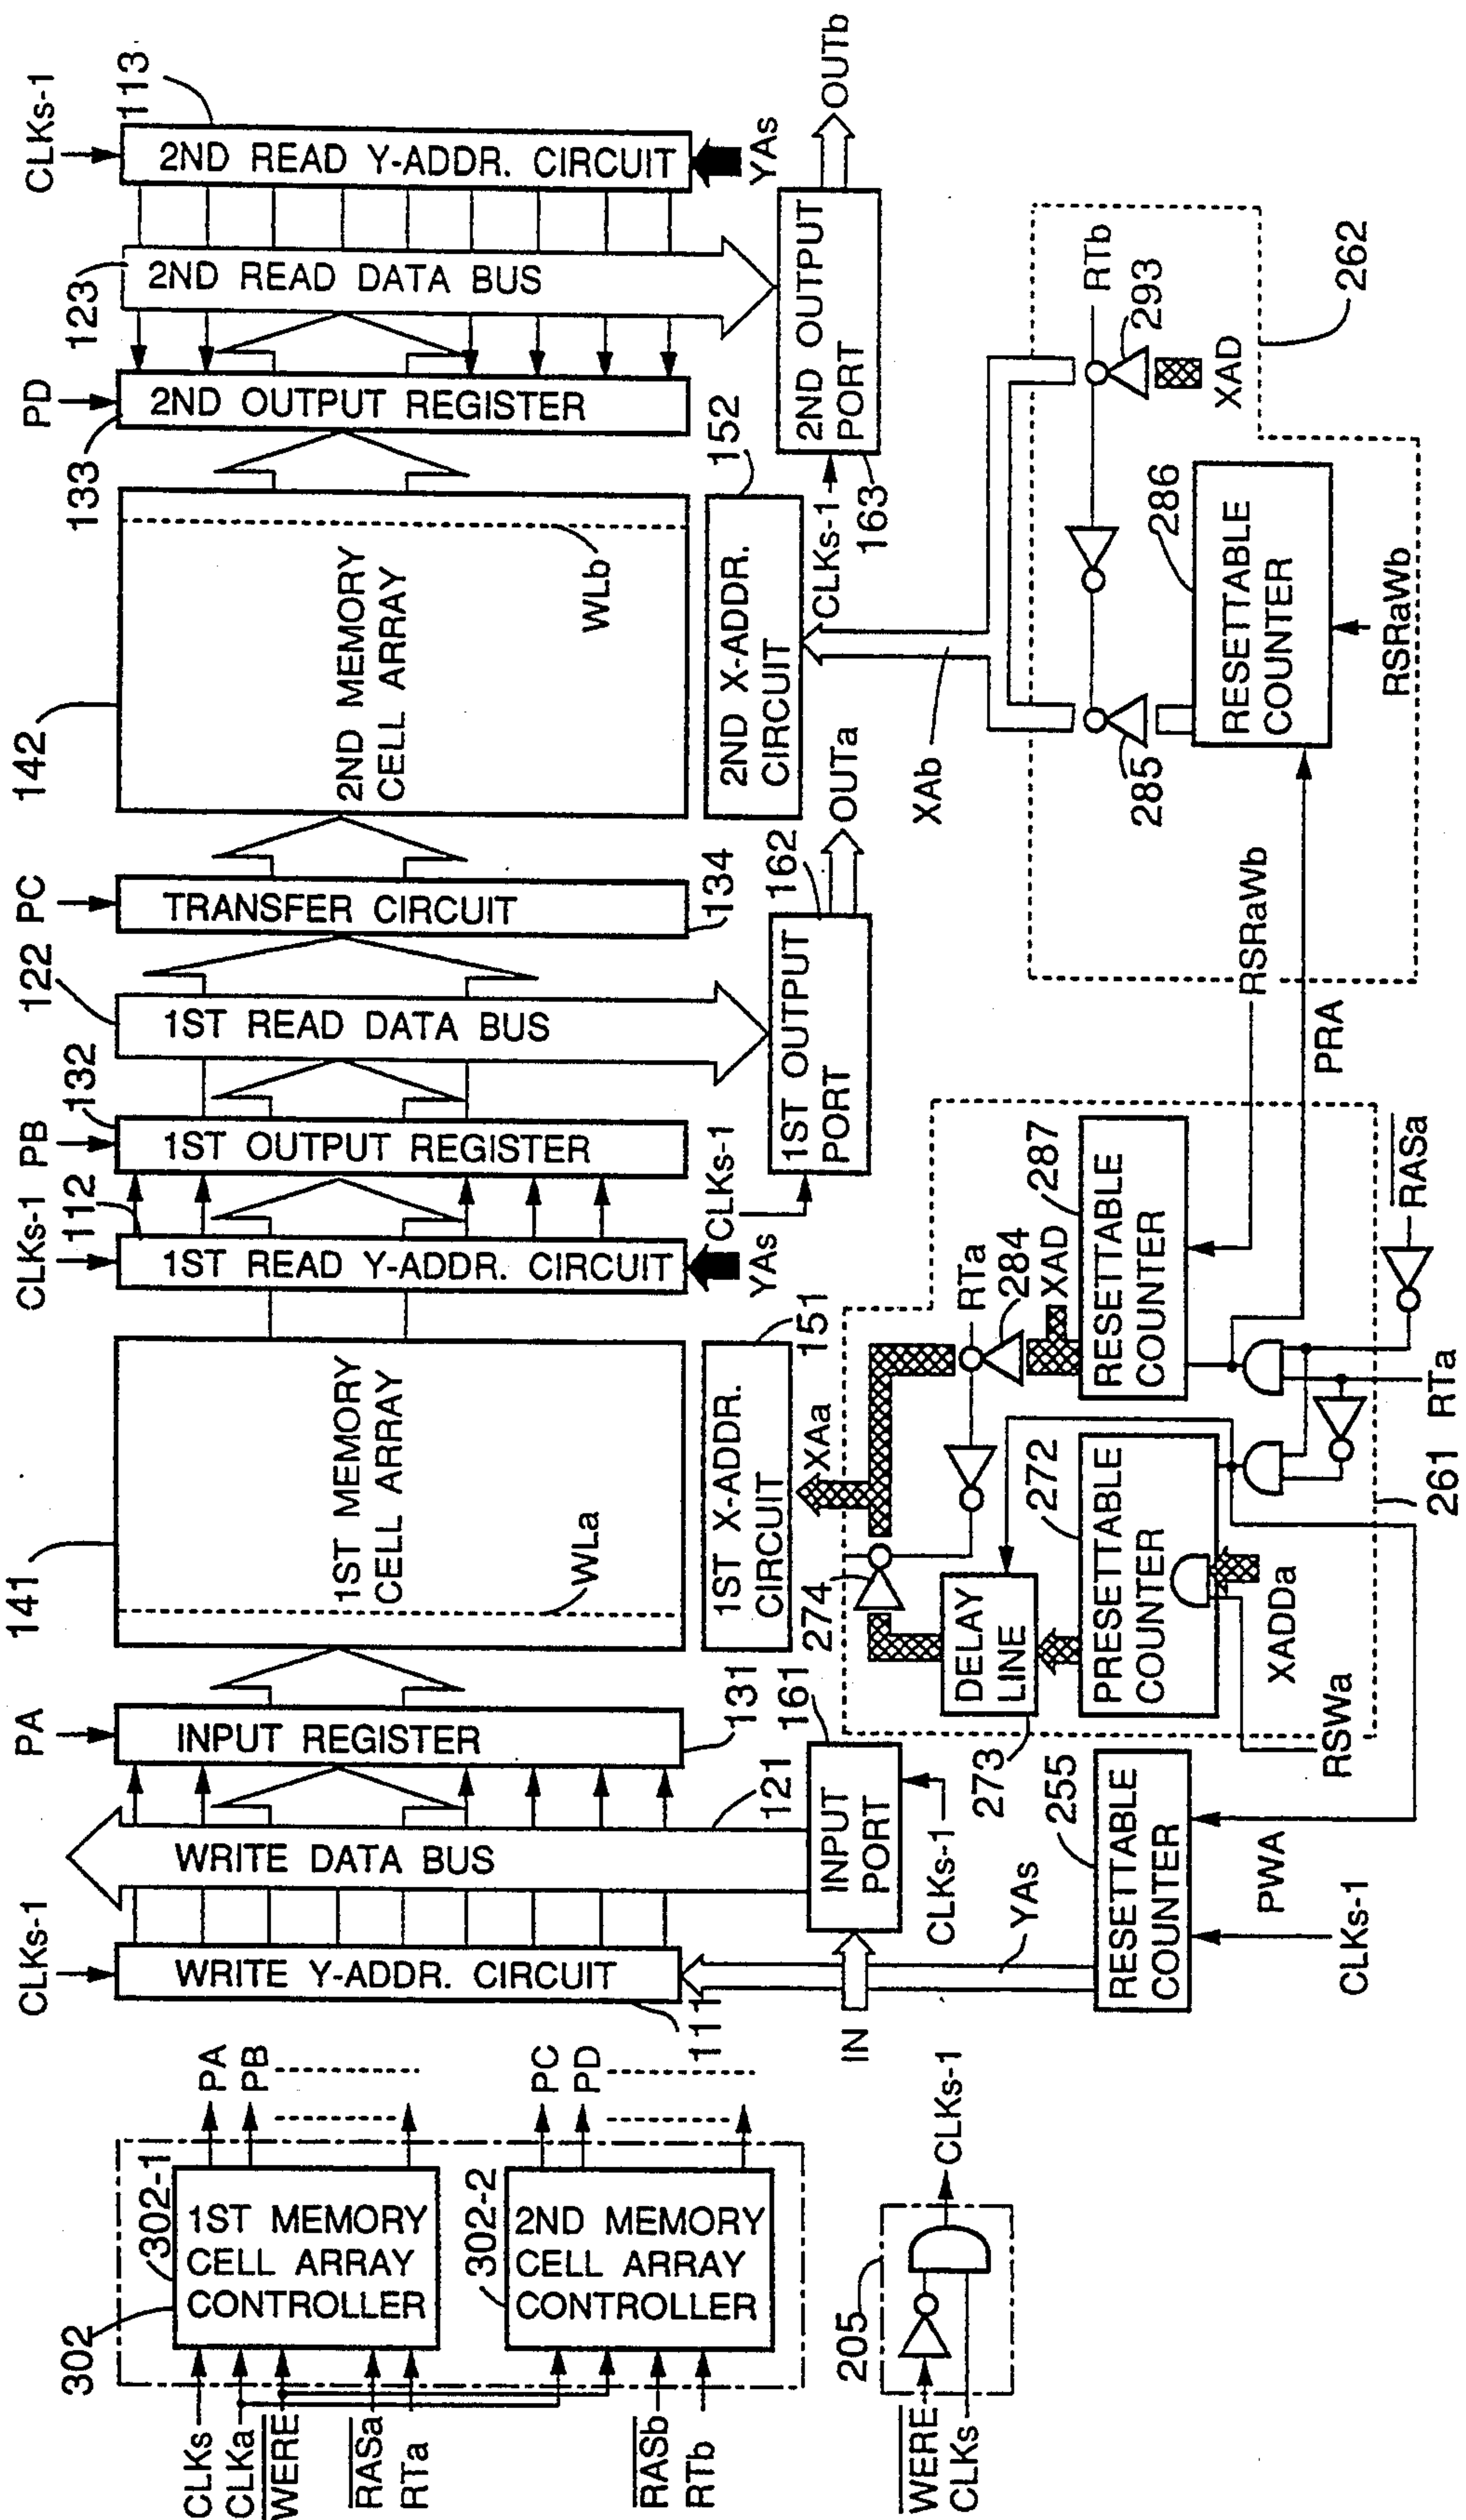 CLKs
CLKa
WERE
RASa
RTa
RASb
RTb
302
302-1
1ST MEMORY
CELL ARRAY
CONTROLLER
302-2
2ND MEMORY
CELL ARRAY
CONTROLLER
PA
PB
PC
PD
WERE
CLKs
205
CLKs-1
CLKs-1
WRITE Y-ADDR. CIRCUIT
111
WRITE DATA BUS
121
PA
INPUT REGISTER
131
IN
INPUT
PORT
161
CLKs-1
YAs
141
1ST MEMORY
CELL ARRAY
WLa
1ST X-ADDR.
CIRCUIT
151
XAa
CLKs-1
112
1ST READ Y-ADDR. CIRCUIT
YAs
PB
132
1ST OUTPUT REGISTER
122
1ST READ DATA BUS
CLKs-1
1ST OUTPUT
PORT
162
OUTa
PC
TRANSFER CIRCUIT
134
142
2ND MEMORY
CELL ARRAY
WLb
2ND X-ADDR.
CIRCUIT
152
XAb
PD
133
2ND OUTPUT REGISTER
123
2ND READ DATA BUS
CLKs-1
113
2ND READ Y-ADDR. CIRCUIT
YAs
CLKs-1
2ND OUTPUT
PORT
163
OUTb
255
RESETTABLE
COUNTER
CLKs-1
PWA
RSWa
XADDa
273
DELAY
LINE
274
272
PRESETTABLE
COUNTER
RTa
284
XAD
287
RESETTABLE
COUNTER
261
RTa
RASa
RSRaWb
PRA
285
286
RESETTABLE
COUNTER
RSRaWb
RTb
293
XAD
262